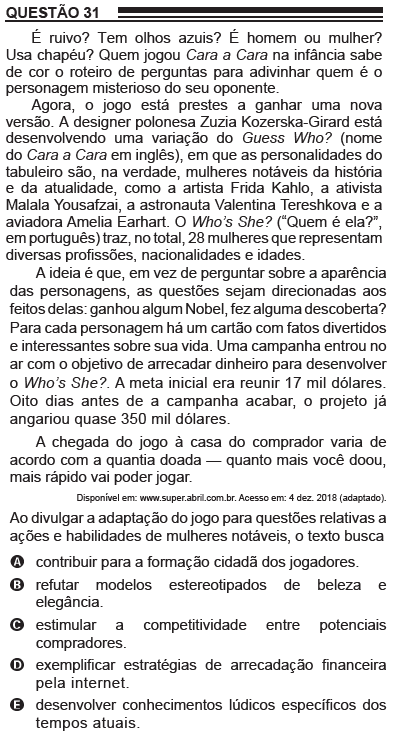 QUESTÃO 31
É ruivo? Tem olhos azuis? É homem ou mulher?
Usa chapéu? Quem jogou Cara a Cara na infância sabe
de cor o roteiro de perguntas para adivinhar quem é o
personagem misterioso do seu oponente.
Agora, o jogo está prestes a ganhar uma nova
versão. A designer polonesa Zuzia Kozerska-Girard está
desenvolvendo uma variação do Guess Who? (nome
do Cara a Cara em inglês), em que as personalidades do
tabuleiro são, na verdade, mulheres notáveis da história
e da atualidade, como a artista Frida Kahlo, a ativista
Malala Yousafzai, a astronauta Valentina Tereshkova e a
aviadora Amelia Earhart. O Who's She? (“Quem é ela?”,
em português) traz, no total, 28 mulheres que representam
diversas profissões, nacionalidades e idades.
A ideia é que, em vez de perguntar sobre a aparência
das personagens, as questões sejam direcionadas aos
feitos delas: ganhou algum Nobel, fez alguma descoberta?
Para cada personagem há um cartão com fatos divertidos
e interessantes sobre sua vida. Uma campanha entrou no
ar com o objetivo de arrecadar dinheiro para desenvolver
o Who's She?. A meta inicial era reunir 17 mil dólares.
Oito dias antes de a campanha acabar, o projeto já
angariou quase 350 mil dólares.
A chegada do jogo à casa do comprador varia de
acordo com a quantia doada — quanto mais você doou,
mais rápido vai poder jogar.
Disponível em: www.super.abril.com.br. Acesso em: 4 dez. 2018 (adaptado).
Ao divulgar a adaptação do jogo para questões relativas a
ações e habilidades de mulheres notáveis, o texto busca
A contribuir para a formação cidadã dos jogadores.
B refutar modelos estereotipados de beleza e
elegância.
C estimular a competitividade entre potenciais
compradores.
D exemplificar estratégias de arrecadação financeira
pela internet.
E desenvolver conhecimentos lúdicos específicos dos
tempos atuais.